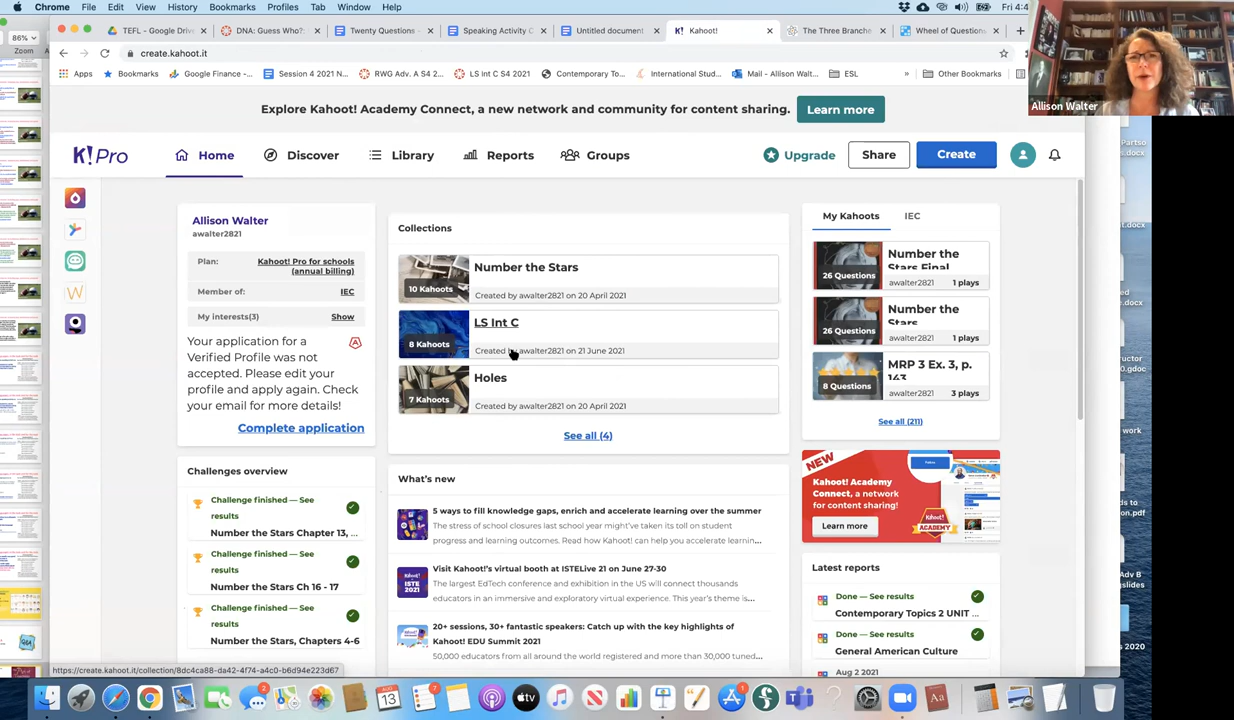 Chrome File Edit View History Bookmarks Profiles Tab Window Help
Fri 4:4
86%
Zoom
TEFL - Google Driv
DNA: Guess Who?:
Twenty Questions -
Speaking Activity C
Untitled document
Kahoot!
The Three Branche
Wheel of Question
create.kahoot.it
Apps
Bookmarks
Google Finance -...
Session 4 2021 N...
RWG Adv. A S4 2...
LS Int C S4 2021
Contemporary To...
International Stud...
Mail - Allison Walt...
ESL
»
Other Bookmarks
Allison Walter
Explore Kahoot! Academy Connect, a new network and community for content sharing.
Learn more
K!Pro
Home
Discover
Library
Reports
Groups
Upgrade
Share
Create
Allison Walter
awalter2821
Plan: Kahoot! Pro for schools
(annual billing)
Member of: IEC
My interests(3) Show
Your application for a
Verified Profile was not
accepted. Please edit your
profile and apply again. Check
your email for more details!
Complete application
Challenges overview
Challenge finished — See
results
Number the Stars Chapter 13, ...
Challenge finished — See
results
Number the Stars Ch 16 - 17
Challenge finished — See
results
Number the Stars, Chapters 4-6
Collections
Number the Stars
10 Kahoots
Created by awalter2821 on 20 April 2021
LS Int C
8 Kahoots
Created by awalter2821 on 21 June 2021
Holes
7 Kahoots
Created by awalter2821 on 20 April 2021
See all (4)
What's new
5 ways to fill knowledge gaps, enrich and accelerate learning over the summer
The stress of school closures last school year might've taken its toll on student
progress and learning outcomes. Read how Kahoot! can help you accelerate learnin...
Visit Kahoot!'s virtual booth at ISTELive 21 on June 27-30
The largest EdTech conference and exhibition in the US will connect thousands
of educators in an immersive and exploratory virtual experience. This year's theme is...
20+ sessions, 30+ fantastic speakers: Catch up with the key highlights of
Kahoot! EDU Summit 2021
50,000 educators from all around the world registered and more than 30,000 tuned...
My Kahoots
IEC
Number the
Stars Final
26 Questions
awalter2821 1 plays
Number the
Stars
26 Questions
awalter2821 1 plays
MRP 3 Ex. 3, p.
143
8 Questions
awalter2821 3 plays
See all (211)
NEW
Kahoot! Academy
Connect, a network
for content sharing!
Learn more
ACADEMY
Latest reports
Done — See results
Contemporary Topics 2 UNIT ...
Done — See results
General American Culture
Aug 2 2021
https://create.kahoot.it/collection/8dc4ca88-da42-4f74-a4c0-b6d94e223d67